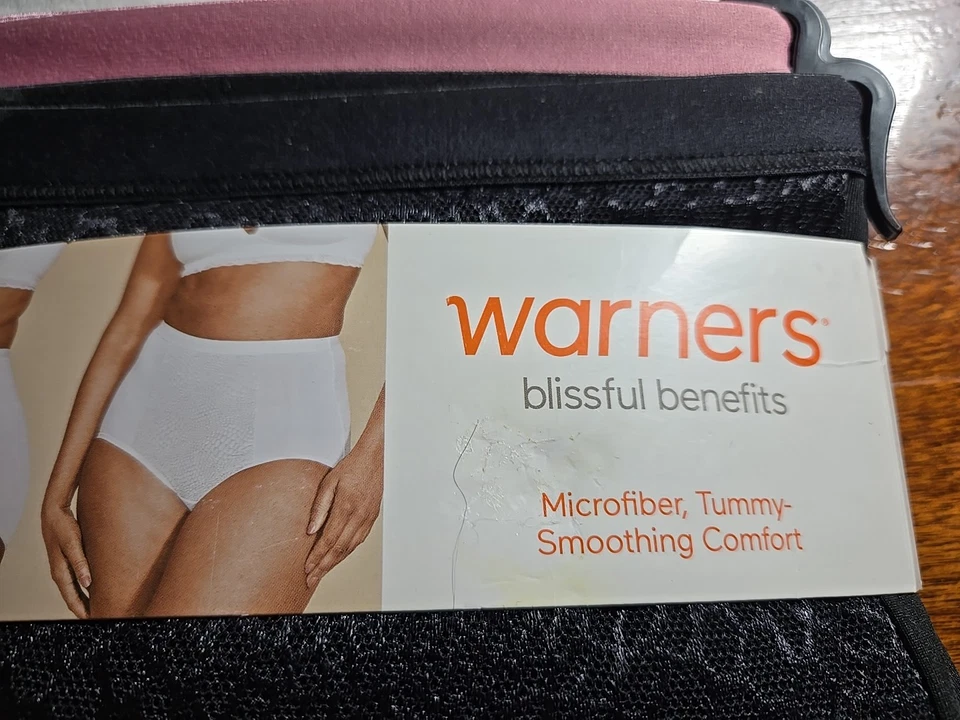 warners®
blissful benefits
Microfiber, Tummy-
Smoothing Comfort